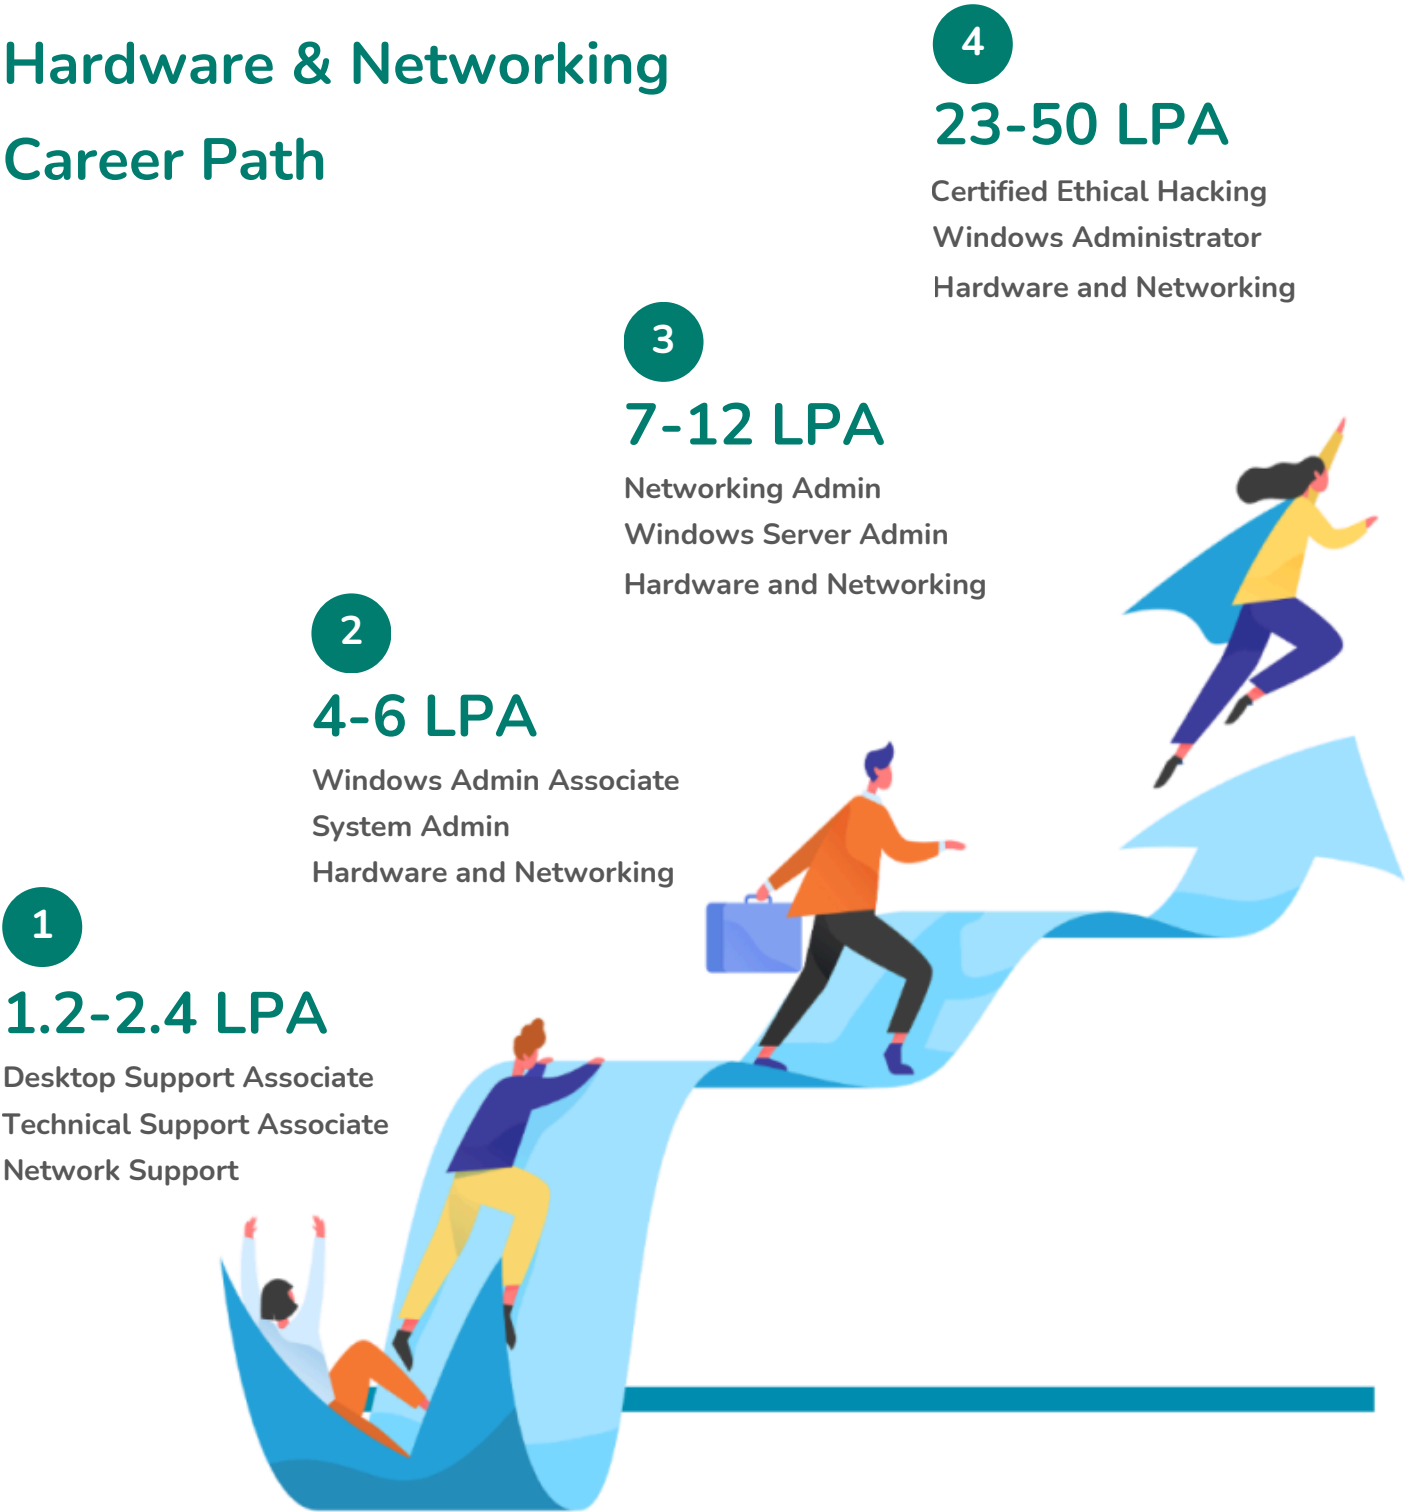 Hardware & Networking
Career Path
4
23-50 LPA
Certified Ethical Hacking
Windows Administrator
Hardware and Networking
3
7-12 LPA
Networking Admin
Windows Server Admin
Hardware and Networking
2
4-6 LPA
Windows Admin Associate
System Admin
Hardware and Networking
1
1.2-2.4 LPA
Desktop Support Associate
Technical Support Associate
Network Support